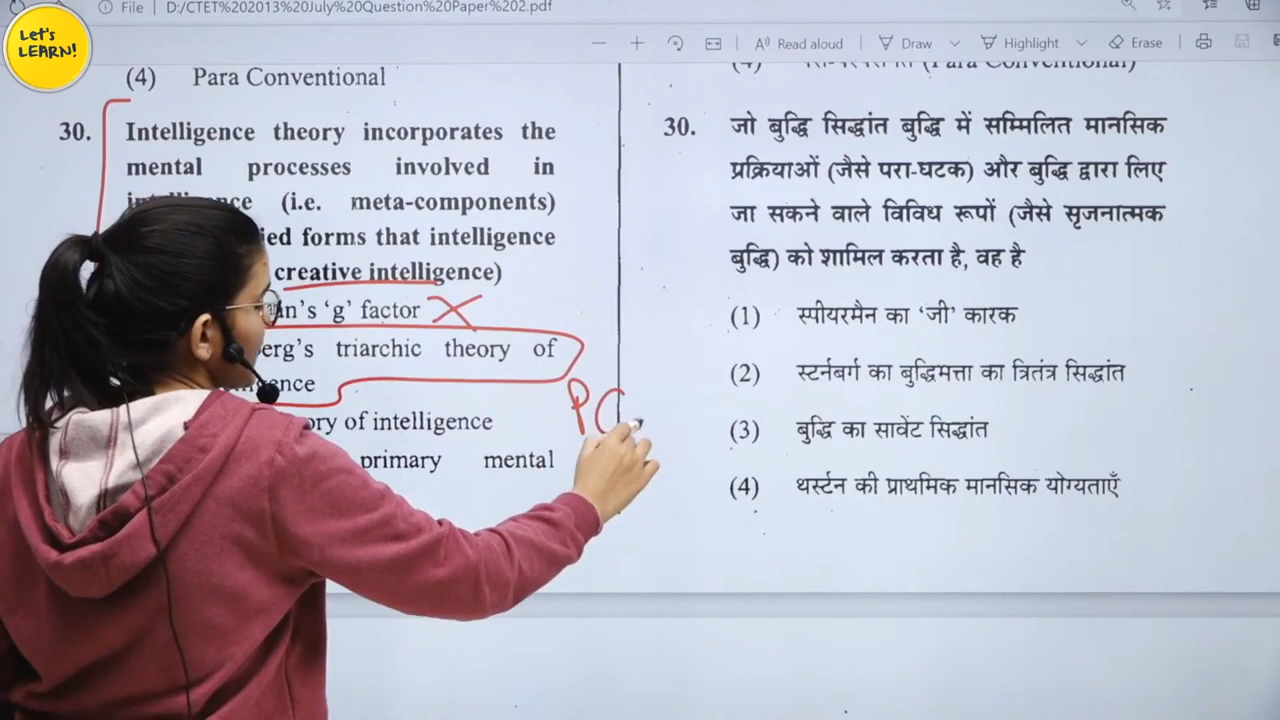 Let's
LEARN!
File | D:/CTET%202013%20July%20Question%20Paper%202.pdf
Read aloud
Draw
Highlight
Erase
(4) Para Conventional
30. Intelligence theory incorporates the
mental processes involved in
(i.e. meta-components)
forms that intelligence
creative intelligence)
'g' factor
triarchic theory of
of intelligence
primary mental
PC
(Para Conventional)
30. जो बुद्धि सिद्धांत बुद्धि में सम्मिलित मानसिक
प्रक्रियाओं (जैसे परा-घटक) और बुद्धि द्वारा लिए
जा सकने वाले विविध रूपों (जैसे सृजनात्मक
बुद्धि) को शामिल करता है, वह है
(1) स्पीयरमैन का 'जी' कारक
(2) स्टर्नबर्ग का बुद्धिमत्ता का त्रितंत्र सिद्धांत
(3) बुद्धि का सावेंट सिद्धांत
(4) थर्स्टन की प्राथमिक मानसिक योग्यताएँ